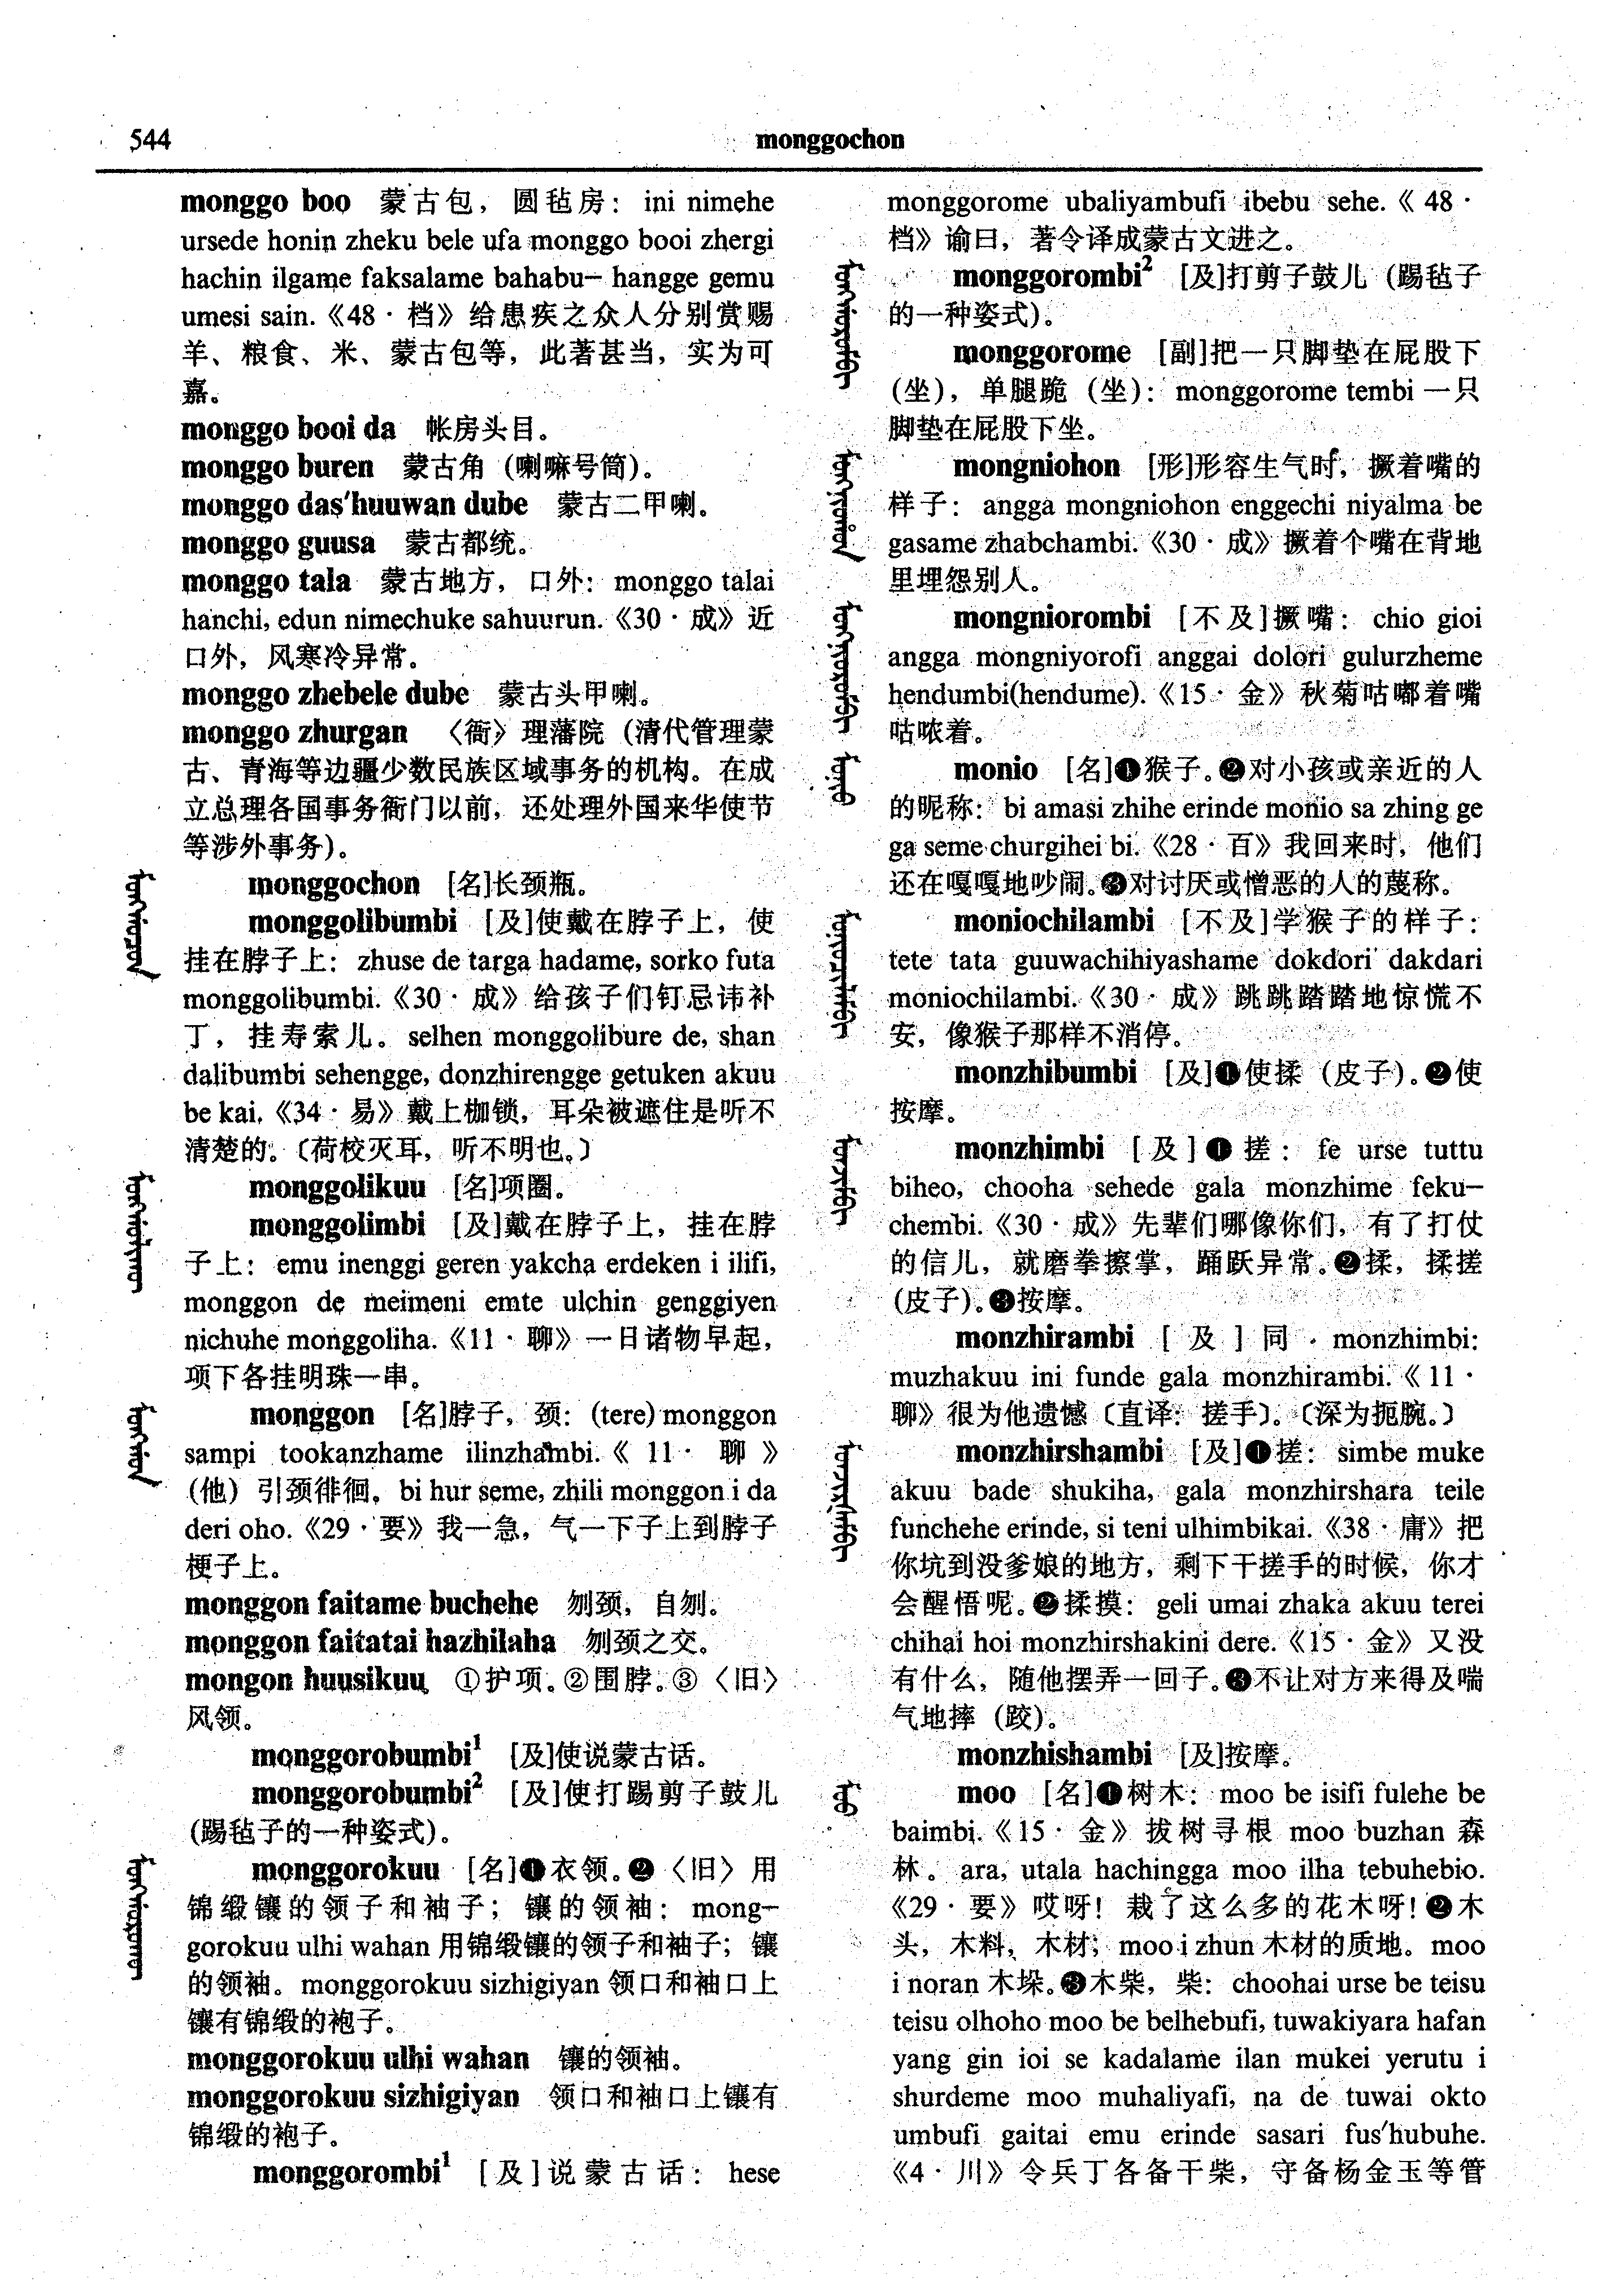 544
monggochon
monggo boo 蒙古包，圆毡房：ini nimehe
ursede honin zheku bele ufa monggo booi zhergi
hachin ilgame faksalame bahabu— hangge gemu
umesi sain.《48·档》给患疾之众人分别赏赐
羊、粮食、米、蒙古包等，此著甚当，实为可
嘉。
monggo booi da 帐房头目。
monggo buren 蒙古角（喇嘛号筒）。
monggo das'huuwan dube 蒙古二甲喇。
monggo guusa 蒙古都统。
monggo tala 蒙古地方，口外：monggo talai
hanchi, edun nimechuke sahuurun.《30·成》近
口外，风寒冷异常。
monggo zhebele dube 蒙古头甲喇。
monggo zhurgan 〈衙〉理藩院（清代管理蒙
古、青海等边疆少数民族区域事务的机构。在成
立总理各国事务衙门以前，还处理外国来华使节
等涉外事务）。
monggochon [名]长颈瓶。
monggolibumbi [及]使戴在脖子上，使
挂在脖子上：zhuse de targa hadame, sorko futa
monggolibumbi.《30·成》给孩子们钉忌讳补
丁，挂寿索儿。selhen monggolibure de, shan
dalibumbi sehengge, donzhirengge getuken akuu
be kai.《34·易》戴上枷锁，耳朵被遮住是听不
清楚的。〔荷校灭耳，听不明也。〕
monggolikuu [名]项圈。
monggolimbi [及]戴在脖子上，挂在脖
子上：emu inenggi geren yakcha erdeken i ilifi,
monggon de meimeni emte ulchin genggiyen
nichuhe monggoliha.《11·聊》一日诸物早起，
项下各挂明珠一串。
monggon [名]脖子，颈：(tere) monggon
sampi tookanzhame ilinzhambi.《11·聊》
(他）引颈徘徊。bi hur seme, zhili monggon i da
deri oho.《29·要》我一急，气一下子上到脖子
梗子上。
monggon faitame buchehe 刎颈，自刎。
monggon faitatai hazhilaha 刎颈之交。
mongon huusikuu ①护项。②围脖。③〈旧〉
风领。
monggorobumbi¹ [及]使说蒙古话。
monggorobumbi² [及]使打踢剪子鼓儿
(踢毡子的一种姿式）。
monggorokuu [名]❶衣领。❷〈旧〉用
锦缎镶的领子和袖子；镶的领袖：mong—
gorokuu ulhi wahan 用锦缎镶的领子和袖子；镶
的领袖。monggorokuu sizhigiyan 领口和袖口上
镶有锦缎的袍子。
monggorokuu ulhi wahan 镶的领袖。
monggorokuu sizhigiyan 领口和袖口上镶有
锦缎的袍子。
monggorombi¹ [及]说蒙古话：hese
monggorome ubaliyambufi ibebu sehe.《48·
档》谕曰，著令译成蒙古文进之。
monggorombi² [及]打剪子鼓儿（踢毡子
的一种姿式）。
monggorome [副]把一只脚垫在屁股下
(坐)，单腿跪（坐）：monggorome tembi 一只
脚垫在屁股下坐。
mongniohon [形]形容生气时，撅着嘴的
样子：angga mongniohon enggechi niyalma be
gasame zhabchambi.《30·成》撅着个嘴在背地
里埋怨别人。
mongniorombi [不及]撅嘴：chio gioi
angga mongniyorofi anggai dolori gulurzheme
hendumbi(hendume).《15·金》秋菊咕嘟着嘴
咕哝着。
monio [名]❶猴子。❷对小孩或亲近的人
的昵称：bi amasi zhihe erinde monio sa zhing ge
ga seme churgihei bi.《28·百》我回来时，他们
还在嘎嘎地吵闹。❸对讨厌或憎恶的人的蔑称。
moniochilambi [不及]学猴子的样子：
tete tata guuwachihiyashame dokdori dakdari
moniochilambi.《30·成》跳跳踏踏地惊慌不
安，像猴子那样不消停。
monzhibumbi [及]❶使揉（皮子）。❷使
按摩。
monzhimbi [及]❶搓：fe urse tuttu
biheo, chooha sehede gala monzhime feku—
chembi.《30·成》先辈们哪像你们，有了打仗
的信儿，就磨拳擦掌，踊跃异常。❷揉，揉搓
(皮子）。❸按摩。
monzhirambi [及]同·monzhimbi:
muzhakuu ini funde gala monzhirambi.《11·
聊》很为他遗憾〔直译：搓手〕。〔深为扼腕。〕
monzhirshambi [及]❶搓：simbe muke
akuu bade shukiha, gala monzhirshara teile
funchehe erinde, si teni ulhimbikai.《38·庸》把
你坑到没爹娘的地方，剩下干搓手的时候，你才
会醒悟呢。❷揉摸：geli umai zhaka akuu terei
chihai hoi monzhirshakini dere.《15·金》又没
有什么，随他摆弄一回子。❸不让对方来得及喘
气地摔（跤）。
monzhishambi [及]按摩。
moo [名]❶树木：moo be isifi fulehe be
baimbi.《15·金》拔树寻根 moo buzhan 森
林。ara, utala hachingga moo ilha tebuhebio.
《29·要》哎呀！栽了这么多的花木呀！❷木
头，木料，木材；moo i zhun 木材的质地。moo
i noran 木垛。❸木柴，柴：choohai urse be teisu
teisu olhoho moo be belhebufi, tuwakiyara hafan
yang gin ioi se kadalame ilan mukei yerutu i
shurdeme moo muhaliyafi, na de tuwai okto
umbufi gaitai emu erinde sasari fus'hubuhe.
《4·川》令兵丁各备干柴，守备杨金玉等管